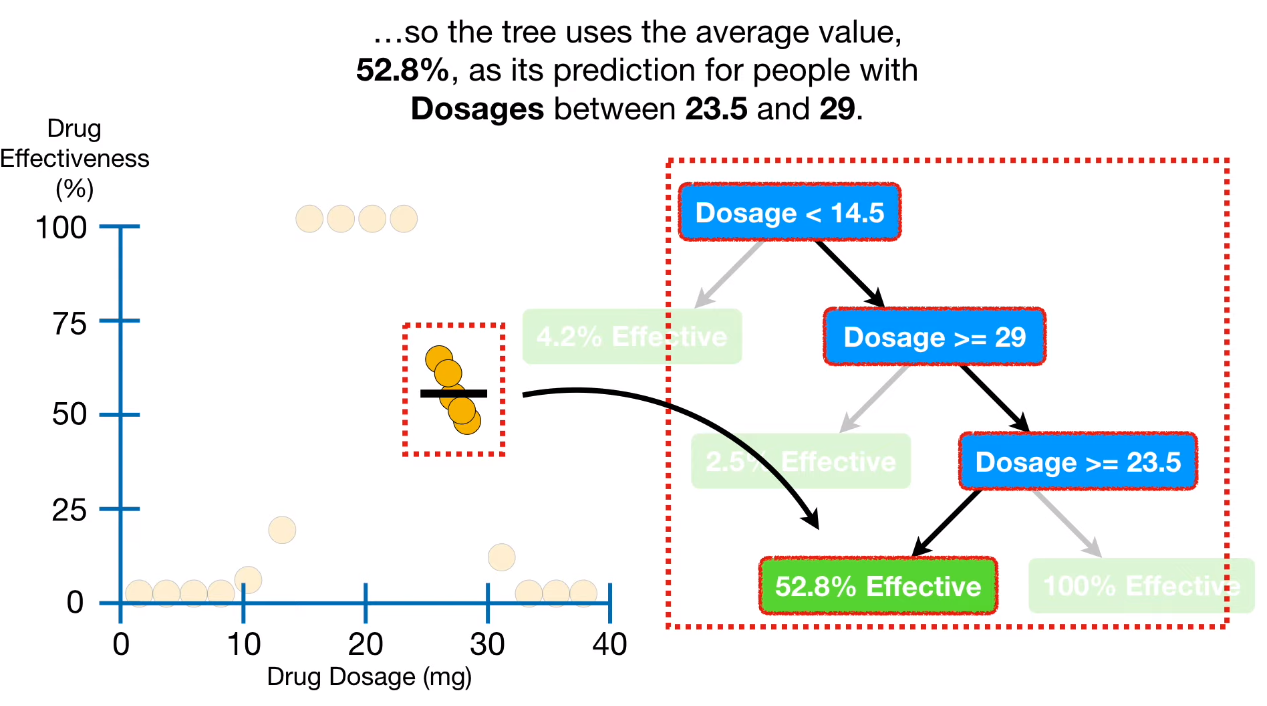 …so the tree uses the average value,
52.8%, as its prediction for people with
Dosages between 23.5 and 29.
Drug
Effectiveness
(%)
100
75
50
25
0
0 10 20 30 40
Drug Dosage (mg)
Dosage < 14.5
4.2% Effective
Dosage >= 29
2.5% Effective
Dosage >= 23.5
52.8% Effective
100% Effective